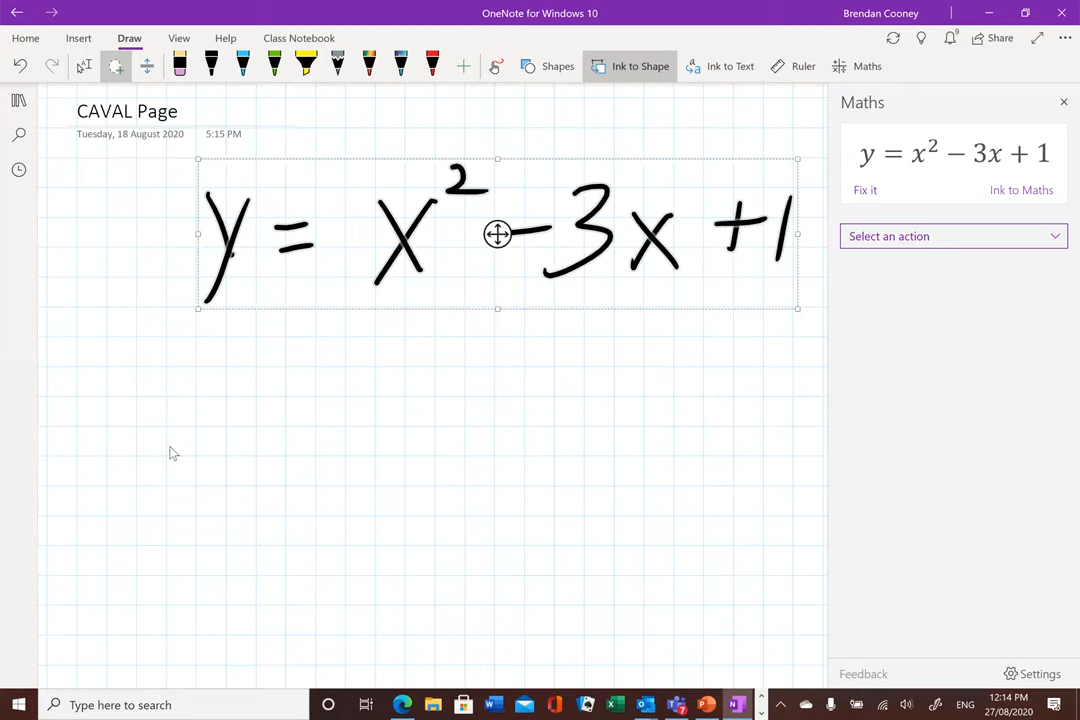 OneNote for Windows 10
Brendan Cooney
Home Insert Draw View Help Class Notebook
Share
Shapes Ink to Shape Ink to Text Ruler Maths
CAVAL Page
Tuesday, 18 August 2020 5:15 PM
y = x² - 3x + 1
Maths
y = x² − 3x + 1
Fix it Ink to Maths
Select an action
Feedback Settings
Type here to search
ENG
12:14 PM
27/08/2020